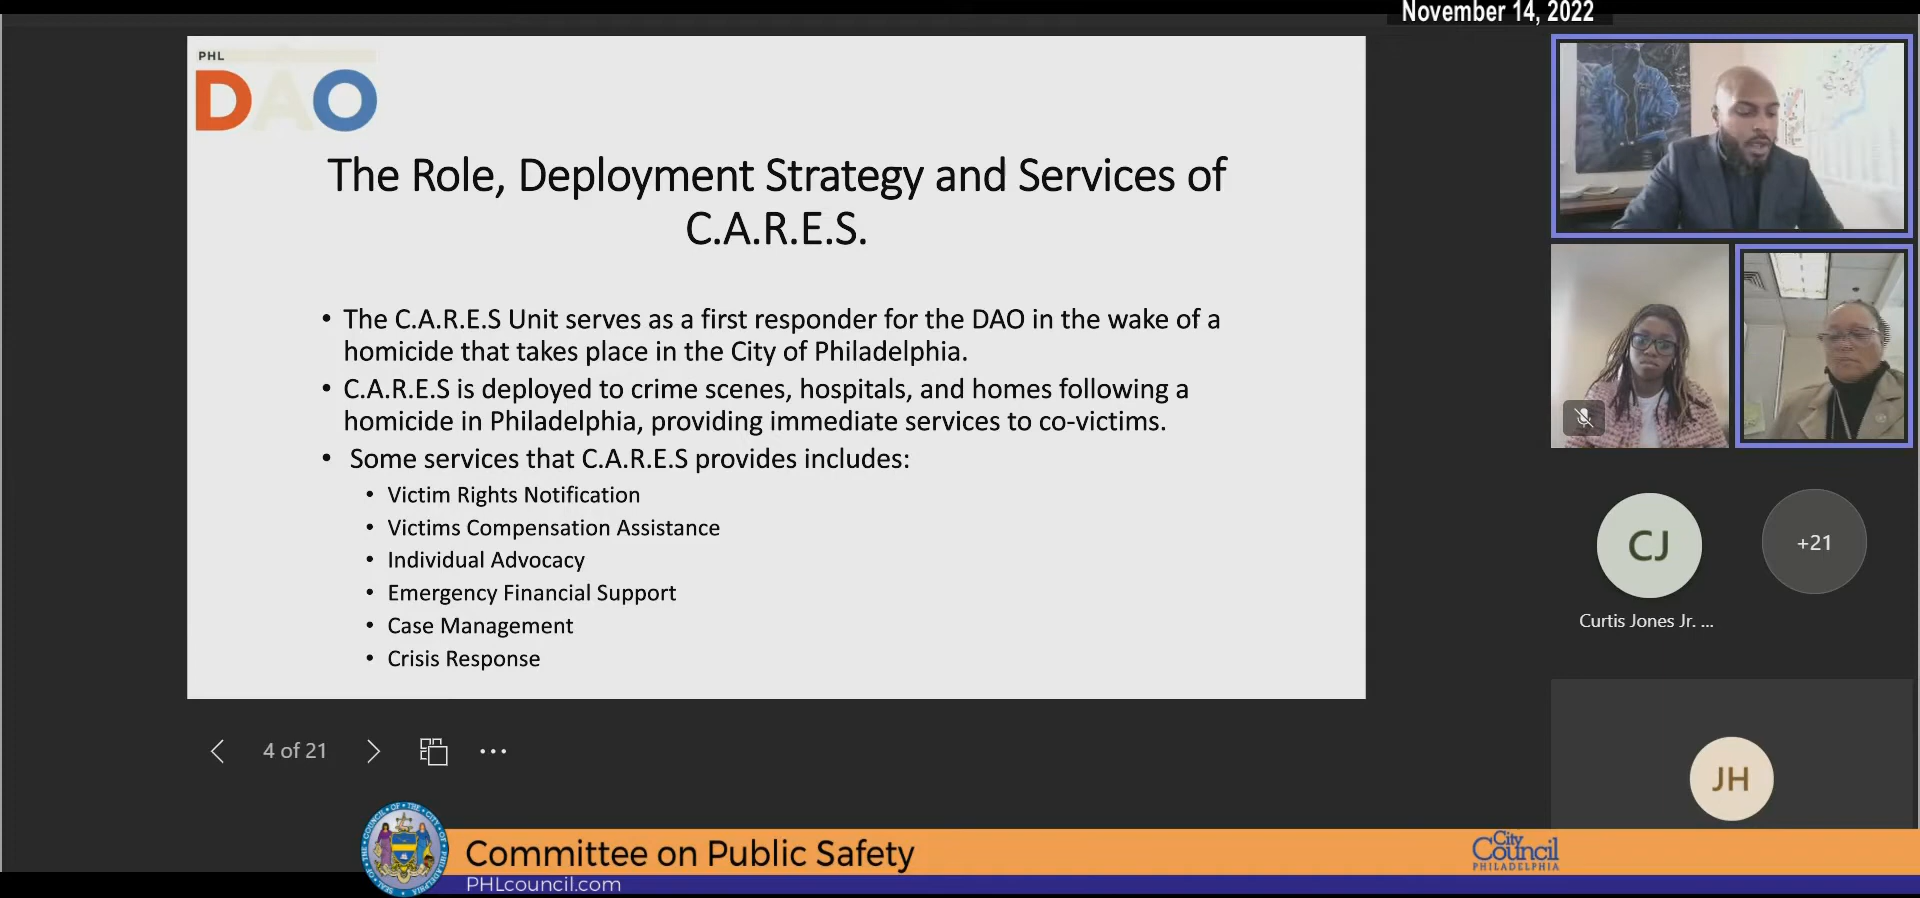 November 14, 2022
PHL
DAO
The Role, Deployment Strategy and Services of
C.A.R.E.S.
• The C.A.R.E.S Unit serves as a first responder for the DAO in the wake of a
homicide that takes place in the City of Philadelphia.
• C.A.R.E.S is deployed to crime scenes, hospitals, and homes following a
homicide in Philadelphia, providing immediate services to co-victims.
• Some services that C.A.R.E.S provides includes:
• Victim Rights Notification
• Victims Compensation Assistance
• Individual Advocacy
• Emergency Financial Support
• Case Management
• Crisis Response
CJ
+21
Curtis Jones Jr. ...
JH
4 of 21
Committee on Public Safety
PHLcouncil.com
City
Council
PHILADELPHIA